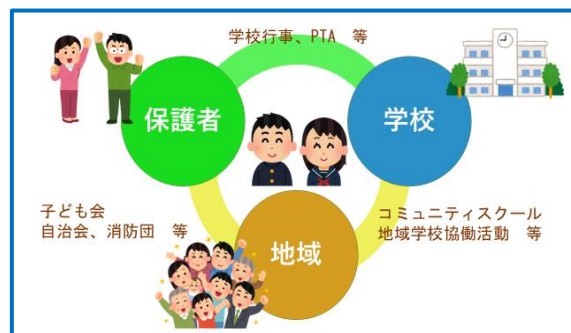 学校行事、PTA 等
保護者
学校
子ども会
自治会、消防団 等
コミュニティスクール
地域学校協働活動 等
地域